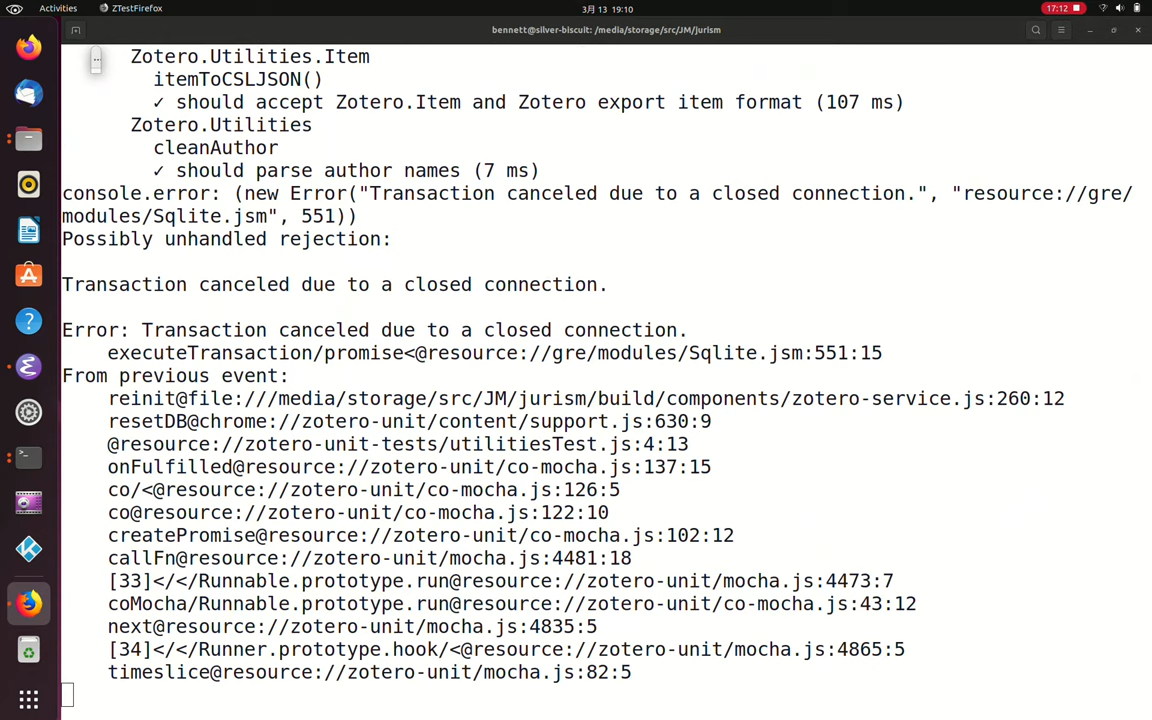 Activities
ZTestFirefox
3月 13 19:10
17:12
bennett@silver-biscuit: /media/storage/src/JM/jurism
Zotero.Utilities.Item
itemToCSLJSON()
✓ should accept Zotero.Item and Zotero export item format (107 ms)
Zotero.Utilities
cleanAuthor
✓ should parse author names (7 ms)
console.error: (new Error("Transaction canceled due to a closed connection.", "resource://gre/
modules/Sqlite.jsm", 551))
Possibly unhandled rejection:
Transaction canceled due to a closed connection.
Error: Transaction canceled due to a closed connection.
executeTransaction/promise<@resource://gre/modules/Sqlite.jsm:551:15
From previous event:
reinit@file:///media/storage/src/JM/jurism/build/components/zotero-service.js:260:12
resetDB@chrome://zotero-unit/content/support.js:630:9
@resource://zotero-unit-tests/utilitiesTest.js:4:13
onFulfilled@resource://zotero-unit/co-mocha.js:137:15
co/<@resource://zotero-unit/co-mocha.js:126:5
co@resource://zotero-unit/co-mocha.js:122:10
createPromise@resource://zotero-unit/co-mocha.js:102:12
callFn@resource://zotero-unit/mocha.js:4481:18
[33]</</Runnable.prototype.run@resource://zotero-unit/mocha.js:4473:7
coMocha/Runnable.prototype.run@resource://zotero-unit/co-mocha.js:43:12
next@resource://zotero-unit/mocha.js:4835:5
[34]</</Runner.prototype.hook/<@resource://zotero-unit/mocha.js:4865:5
timeslice@resource://zotero-unit/mocha.js:82:5